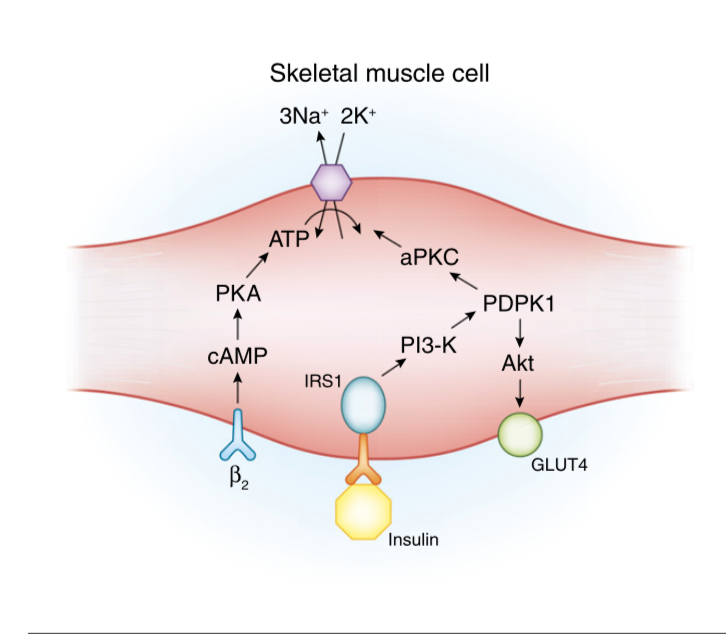 Skeletal muscle cell
3Na⁺ 2K⁺
ATP
aPKC
PKA
PDPK1
PI3-K
cAMP
Akt
IRS1
GLUT4
β₂
Insulin